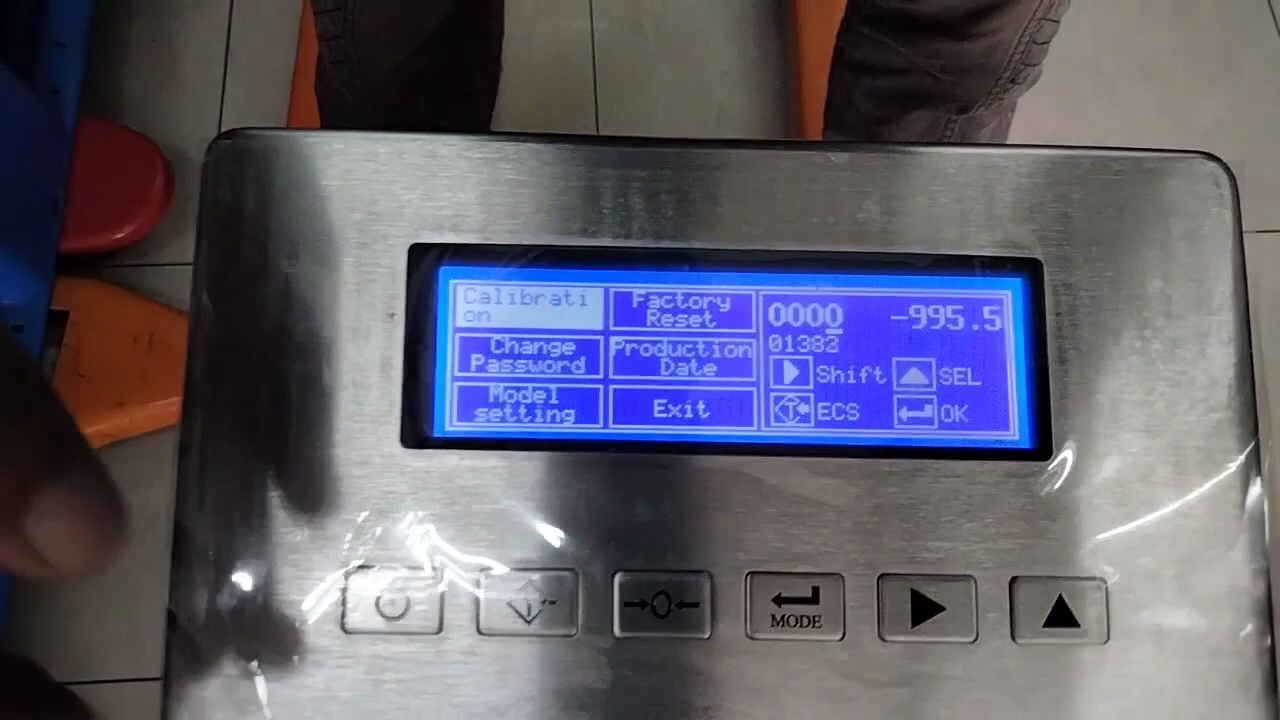 Calibrati
on
Factory
Reset
Change
Password
Production
Date
Model
setting
Exit
0000 -995.5
01382
Shift SEL
ECS OK
MODE